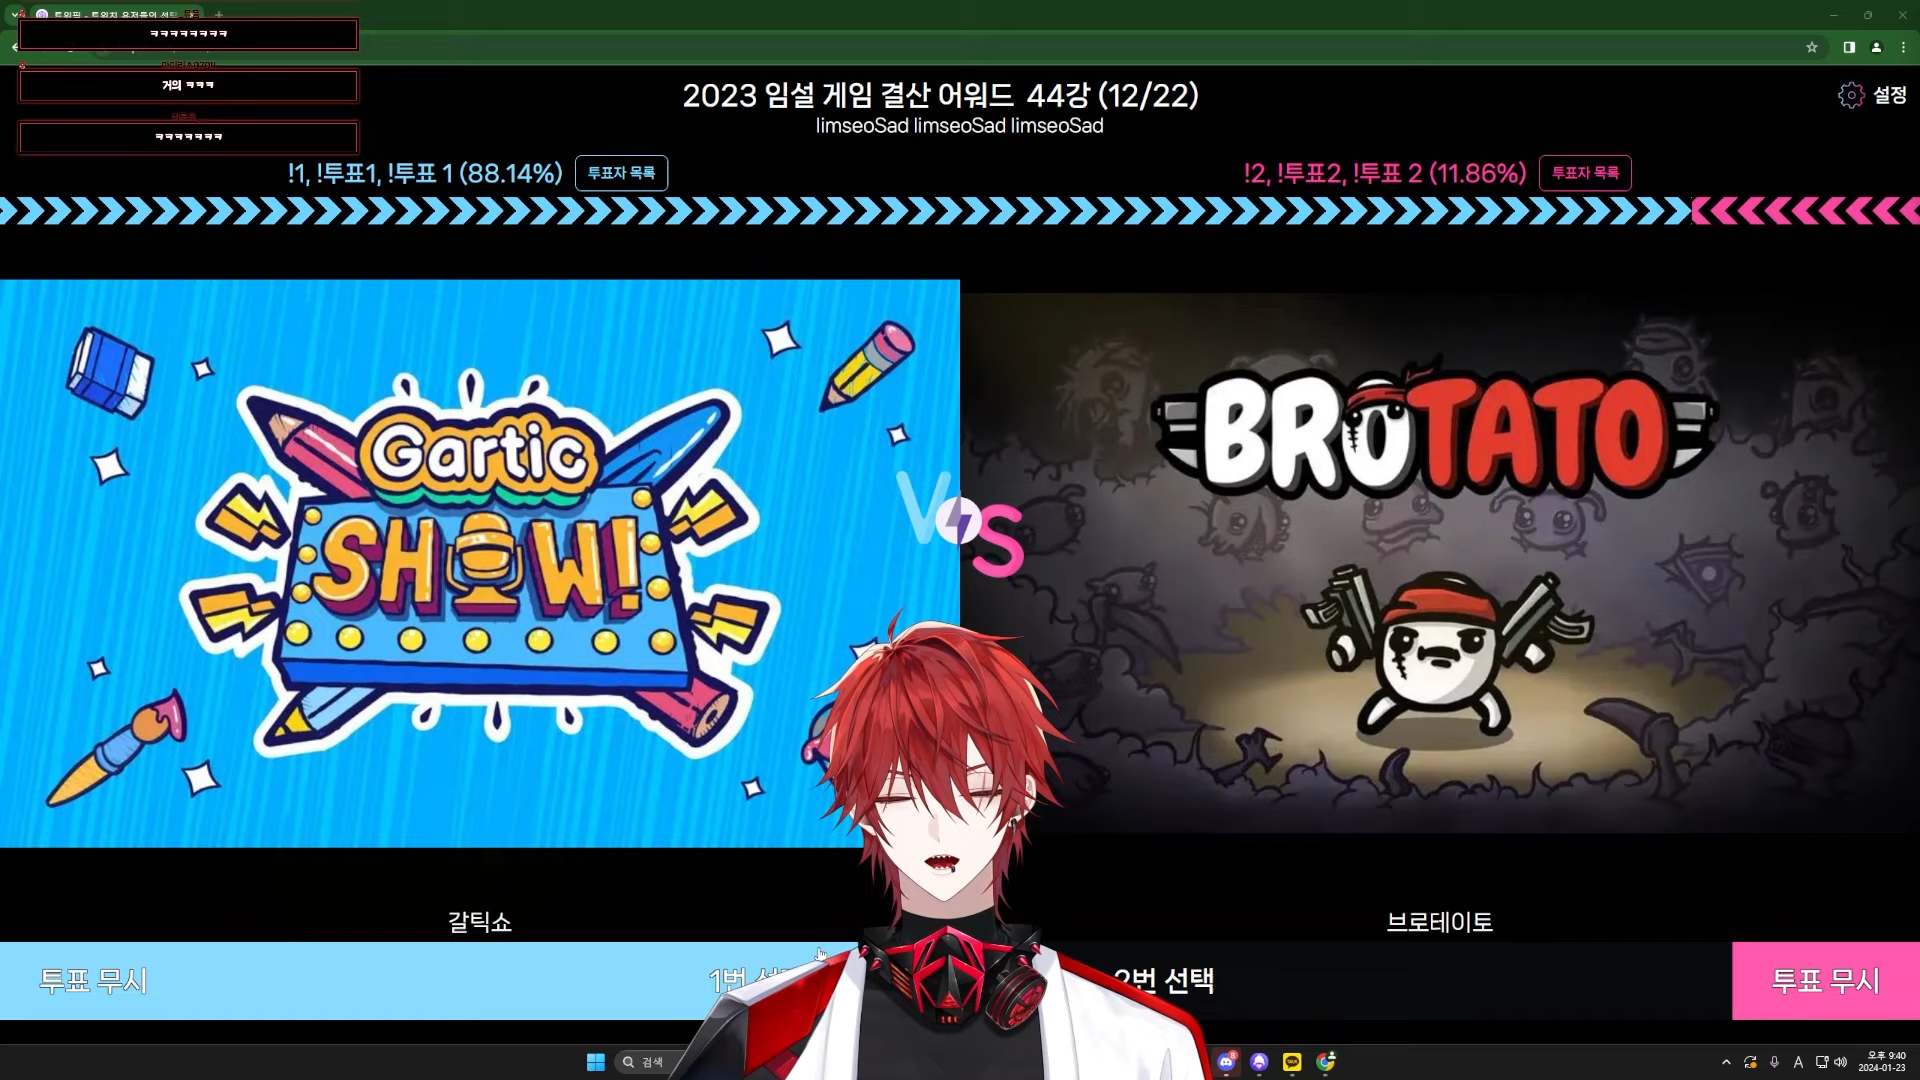 ㅋㅋㅋㅋㅋㅋㅋㅋ
거의 ㅋㅋㅋ
ㅋㅋㅋㅋㅋㅋㅋ
2023 임설 게임 결산 어워드 44강 (12/22)
limseoSad limseoSad limseoSad
설정
!1, !투표1, !투표 1 (88.14%)
투표자 목록
!2, !투표2, !투표 2 (11.86%)
투표자 목록
Gartic
SHOW!
VS
BROTATO
갈틱쇼
브로테이토
투표 무시
1번
2번 선택
투표 무시
검색
A
오후 9:40
2024-01-23